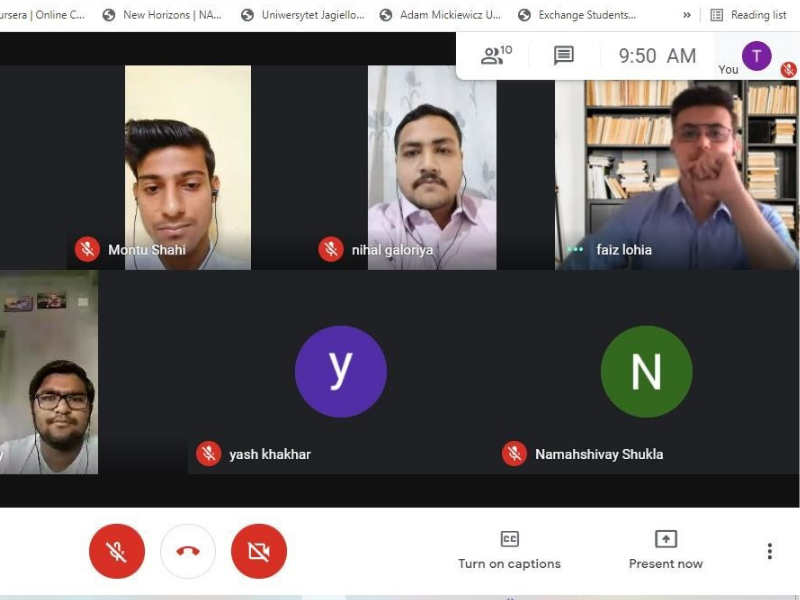 ursera | Online C... New Horizons | NA... Uniwersytet Jagiello... Adam Mickiewicz U... Exchange Students... » Reading list
10 9:50 AM You T
Montu Shahi nihal galoriya faiz lohia
y N
yash khakhar Namahshivay Shukla
CC
Turn on captions Present now